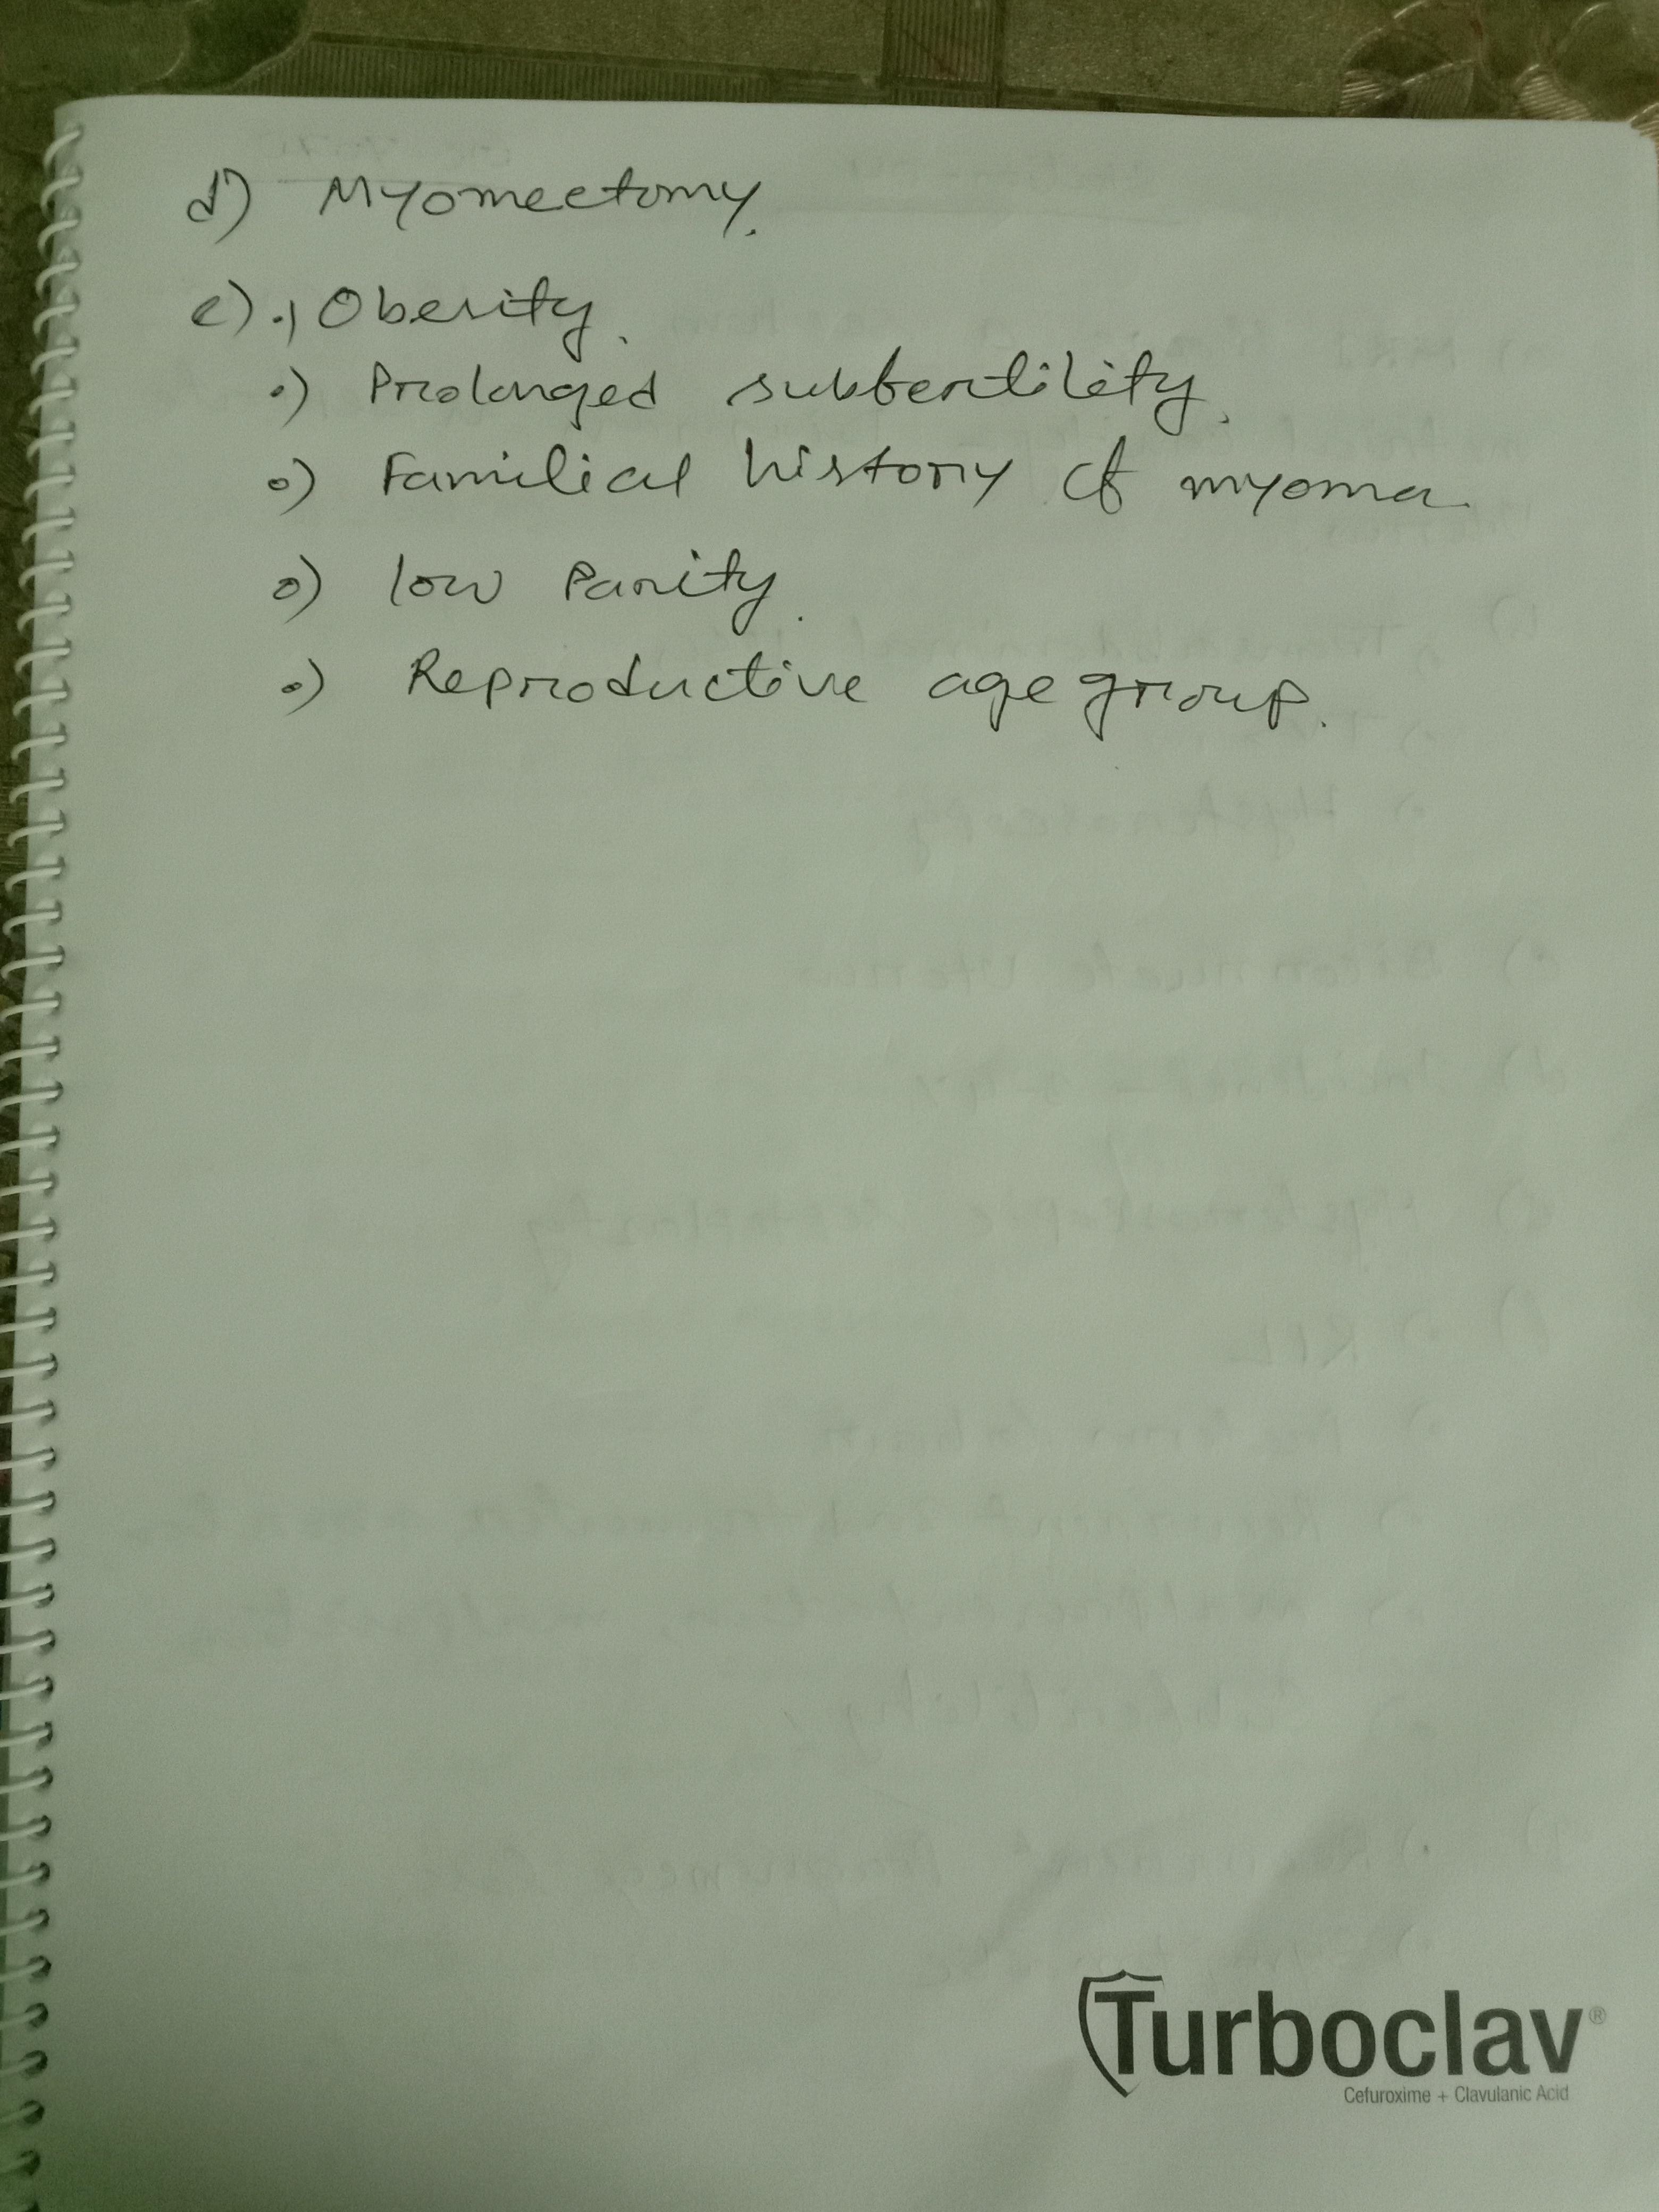 d) Myomectomy.
e) •) Obesity.
•) Prolonged subfertility.
•) Familial history of myoma.
•) low Parity.
•) Reproductive age group.
Turboclav®
Cefuroxime + Clavulanic Acid